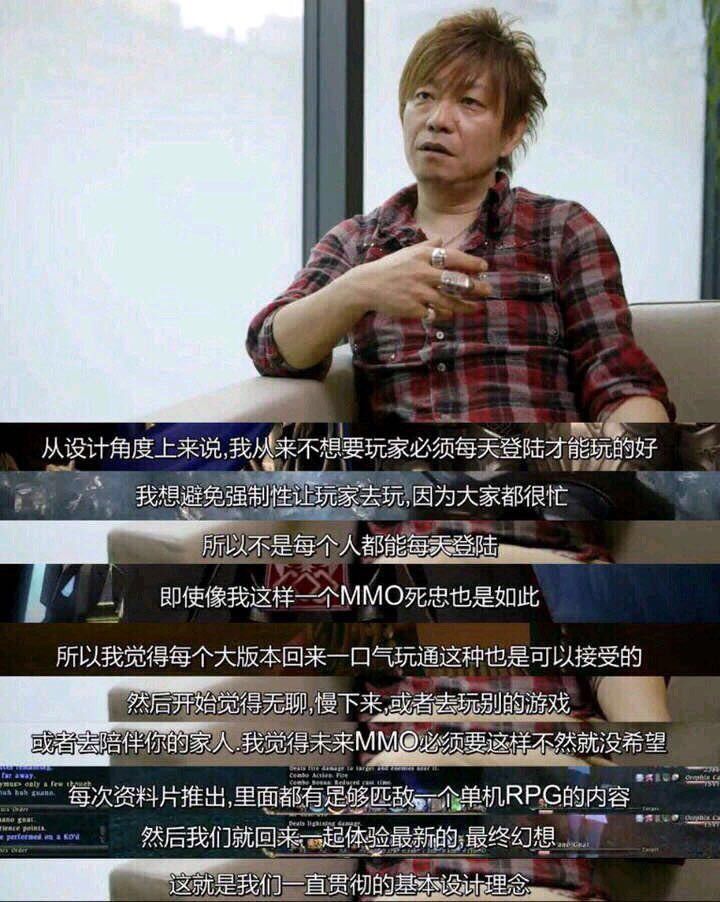 从设计角度上来说,我从来不想要玩家必须每天登陆才能玩的好
我想避免强制性让玩家去玩,因为大家都很忙
所以不是每个人都能每天登陆
即使像我这样一个MMO死忠也是如此
所以我觉得每个大版本回来一口气玩通这种也是可以接受的
然后开始觉得无聊,慢下来,或者去玩别的游戏
或者去陪伴你的家人.我觉得未来MMO必须要这样不然就没希望
每次资料片推出,里面都有足够匹敌一个单机RPG的内容
然后我们就回来一起体验最新的,最终幻想
这就是我们一直贯彻的基本设计理念